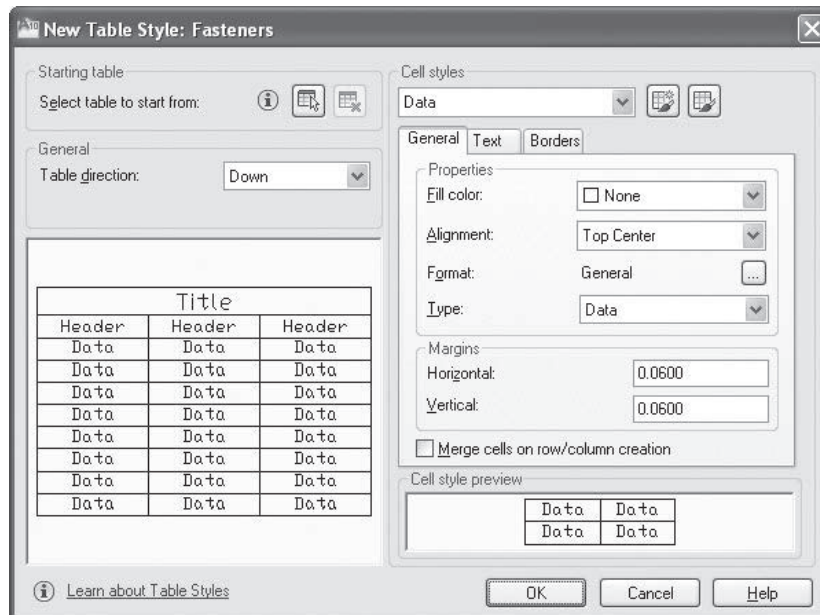 New Table Style: Fasteners
Starting table
Select table to start from:
General
Table direction: Down
Title
Header Header Header
Data Data Data
Data Data Data
Data Data Data
Data Data Data
Data Data Data
Data Data Data
Data Data Data
Data Data Data
Learn about Table Styles
Cell styles
Data
General Text Borders
Properties
Fill color: None
Alignment: Top Center
Format: General ...
Type: Data
Margins
Horizontal: 0.0600
Vertical: 0.0600
Merge cells on row/column creation
Cell style preview
Data Data
Data Data
OK Cancel Help